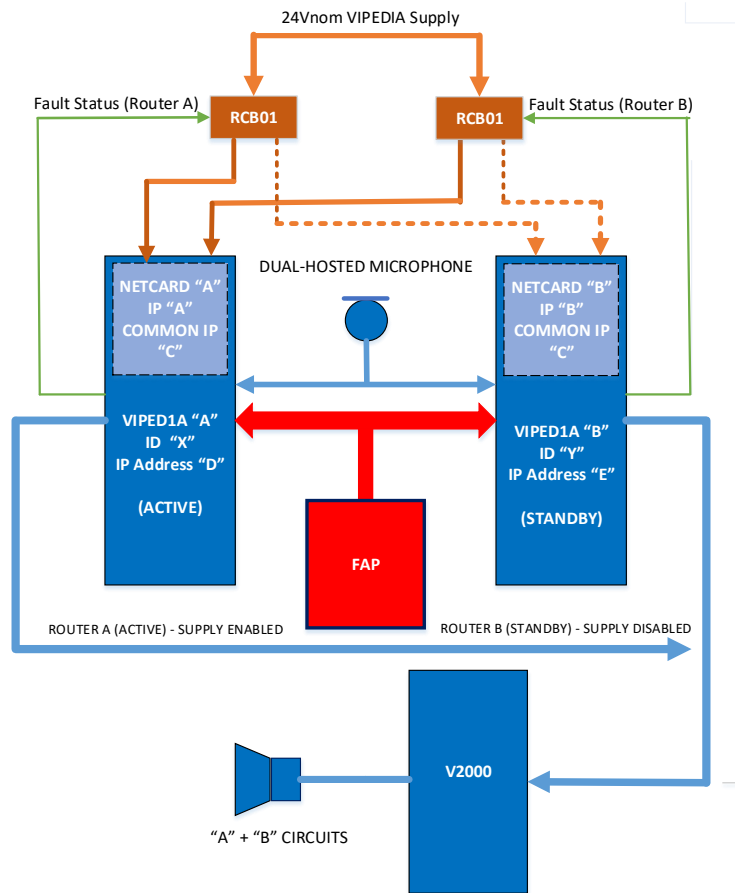 24Vnom VIPEDIA Supply
Fault Status (Router A)
Fault Status (Router B)
RCB01
RCB01
DUAL-HOSTED MICROPHONE
NETCARD “A”
IP “A”
COMMON IP
“C”
NETCARD “B”
IP “B”
COMMON IP
“C”
VIPED1A “A”
ID “X”
IP Address “D”
(ACTIVE)
VIPED1A “B”
ID “Y”
IP Address “E”
(STANDBY)
FAP
ROUTER A (ACTIVE) - SUPPLY ENABLED
ROUTER B (STANDBY) - SUPPLY DISABLED
V2000
“A” + “B” CIRCUITS